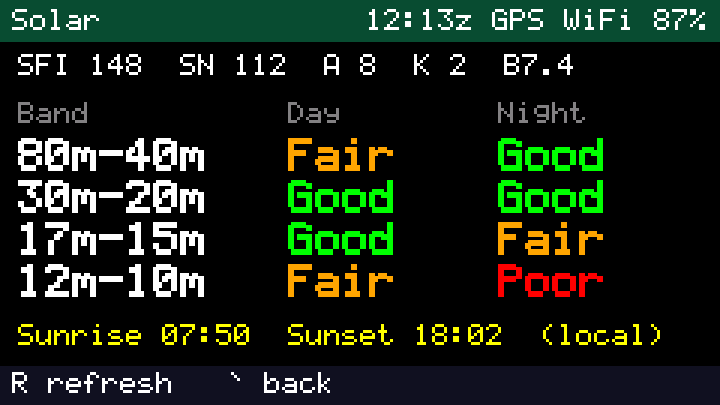 Solar 12:13z GPS WiFi 87%
SFI 148 SN 112 A 8 K 2 B7.4
Band Day Night
80m-40m Fair Good
30m-20m Good Good
17m-15m Good Fair
12m-10m Fair Poor
Sunrise 07:50 Sunset 18:02 (local)
R refresh ` back